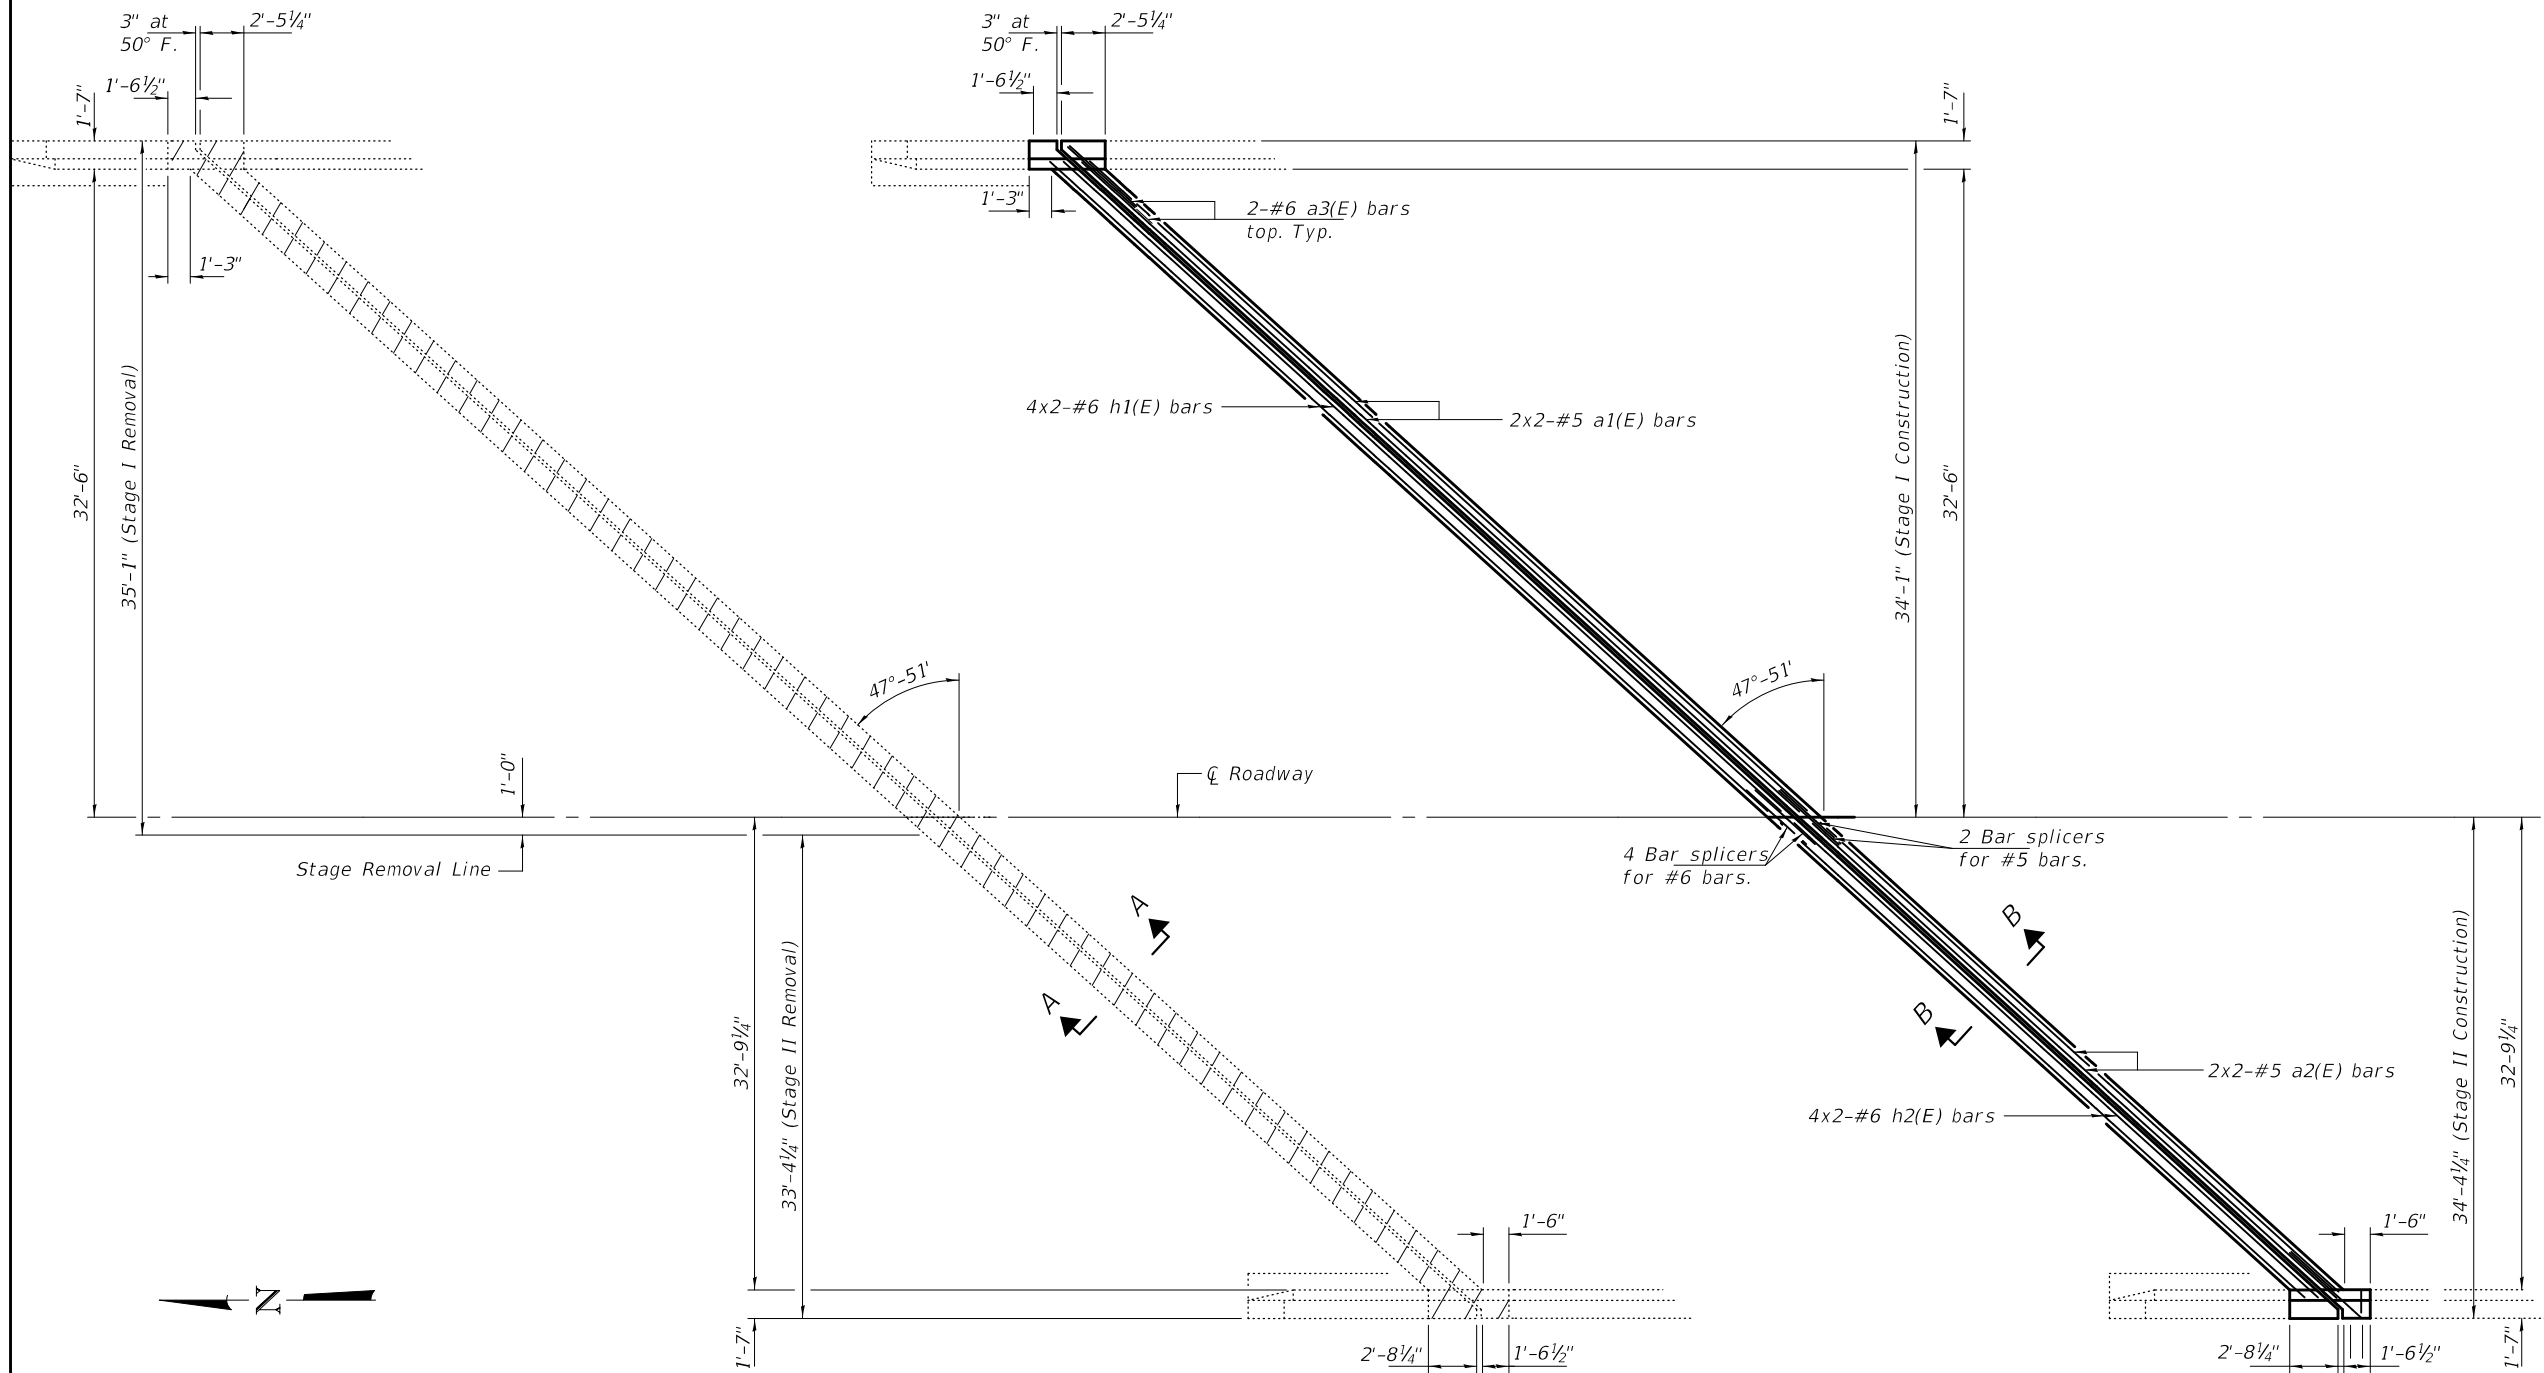 3" at
50° F.
2'-5¼"
1'-6½"
1'-7"
1'-3"
32'-6"
35'-1" (Stage I Removal)
47°-51'
1'-0"
Stage Removal Line
℄ Roadway
A
A
32'-9¼"
33'-4¼" (Stage II Removal)
1'-7"
1'-6"
2'-8¼"
1'-6½"
N
3" at
50° F.
2'-5¼"
1'-6½"
1'-7"
1'-3"
2-#6 a3(E) bars
top. Typ.
4x2-#6 h1(E) bars
2x2-#5 a1(E) bars
34'-1" (Stage I Construction)
32'-6"
47°-51'
4 Bar splicers
for #6 bars.
2 Bar splicers
for #5 bars.
B
B
2x2-#5 a2(E) bars
4x2-#6 h2(E) bars
34'-4¼" (Stage II Construction)
32-9¼"
1'-6"
2'-8¼"
1'-6½"
1'-7"